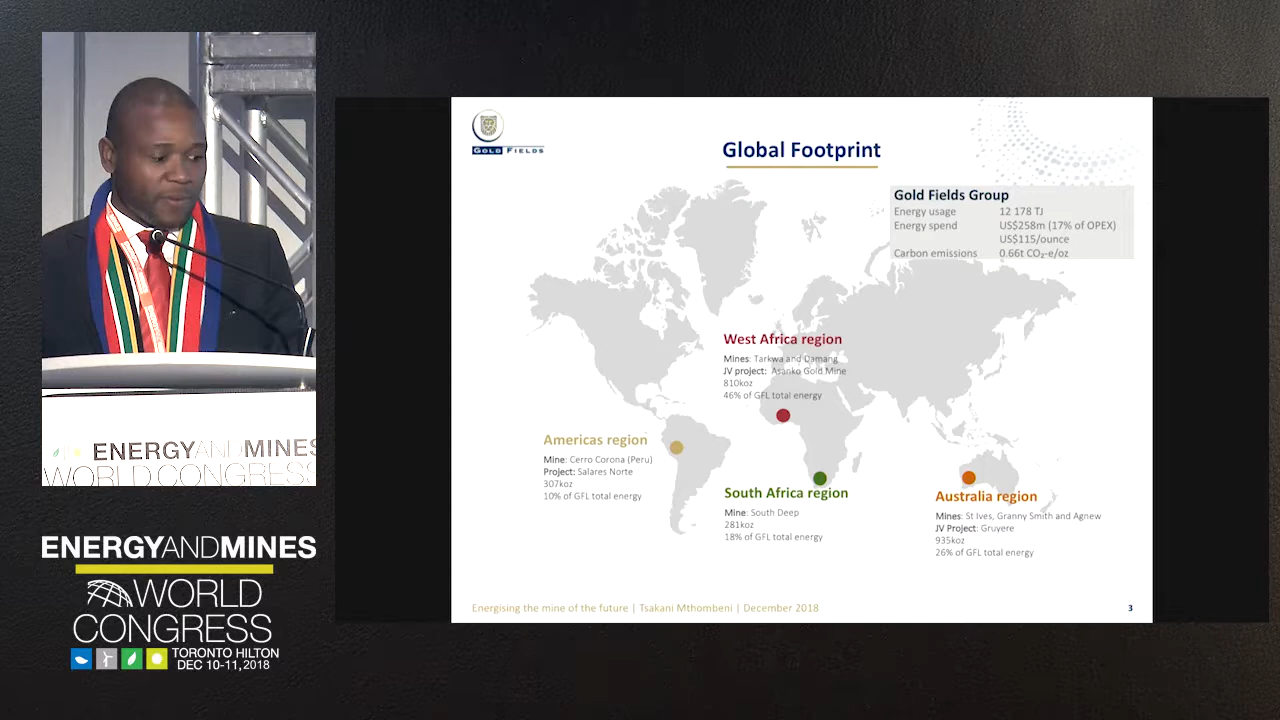 ENERGYANDMINES
WORLD CONGRESS
ENERGYANDMINES
WORLD
CONGRESS
TORONTO HILTON
DEC 10-11, 2018
GOLD FIELDS
Global Footprint
Gold Fields Group
Energy usage 12 178 TJ
Energy spend US$258m (17% of OPEX)
US$115/ounce
Carbon emissions 0.66t CO₂-e/oz
West Africa region
Mines: Tarkwa and Damang
JV project: Asanko Gold Mine
810koz
46% of GFL total energy
Americas region
Mine: Cerro Corona (Peru)
Project: Salares Norte
307koz
10% of GFL total energy
South Africa region
Mine: South Deep
281koz
18% of GFL total energy
Australia region
Mines: St Ives, Granny Smith and Agnew
JV Project: Gruyere
935koz
26% of GFL total energy
Energising the mine of the future | Tsakani Mthombeni | December 2018
3